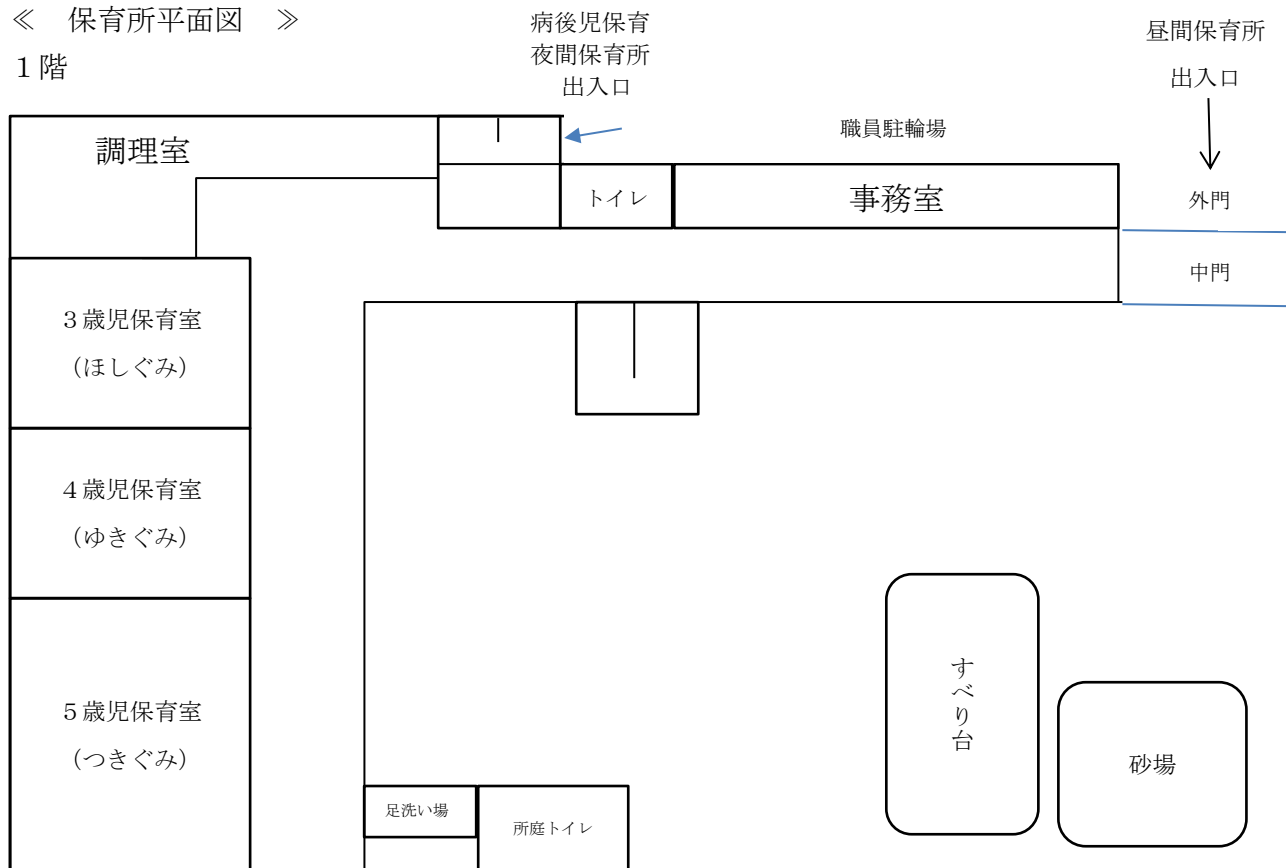 ≪　保育所平面図　≫
１階
病後児保育
夜間保育所
出入口
昼間保育所
出入口
職員駐輪場
調理室
トイレ
事務室
外門
中門
３歳児保育室
（ほしぐみ）
４歳児保育室
（ゆきぐみ）
５歳児保育室
（つきぐみ）
すべり台
砂場
足洗い場
所庭トイレ